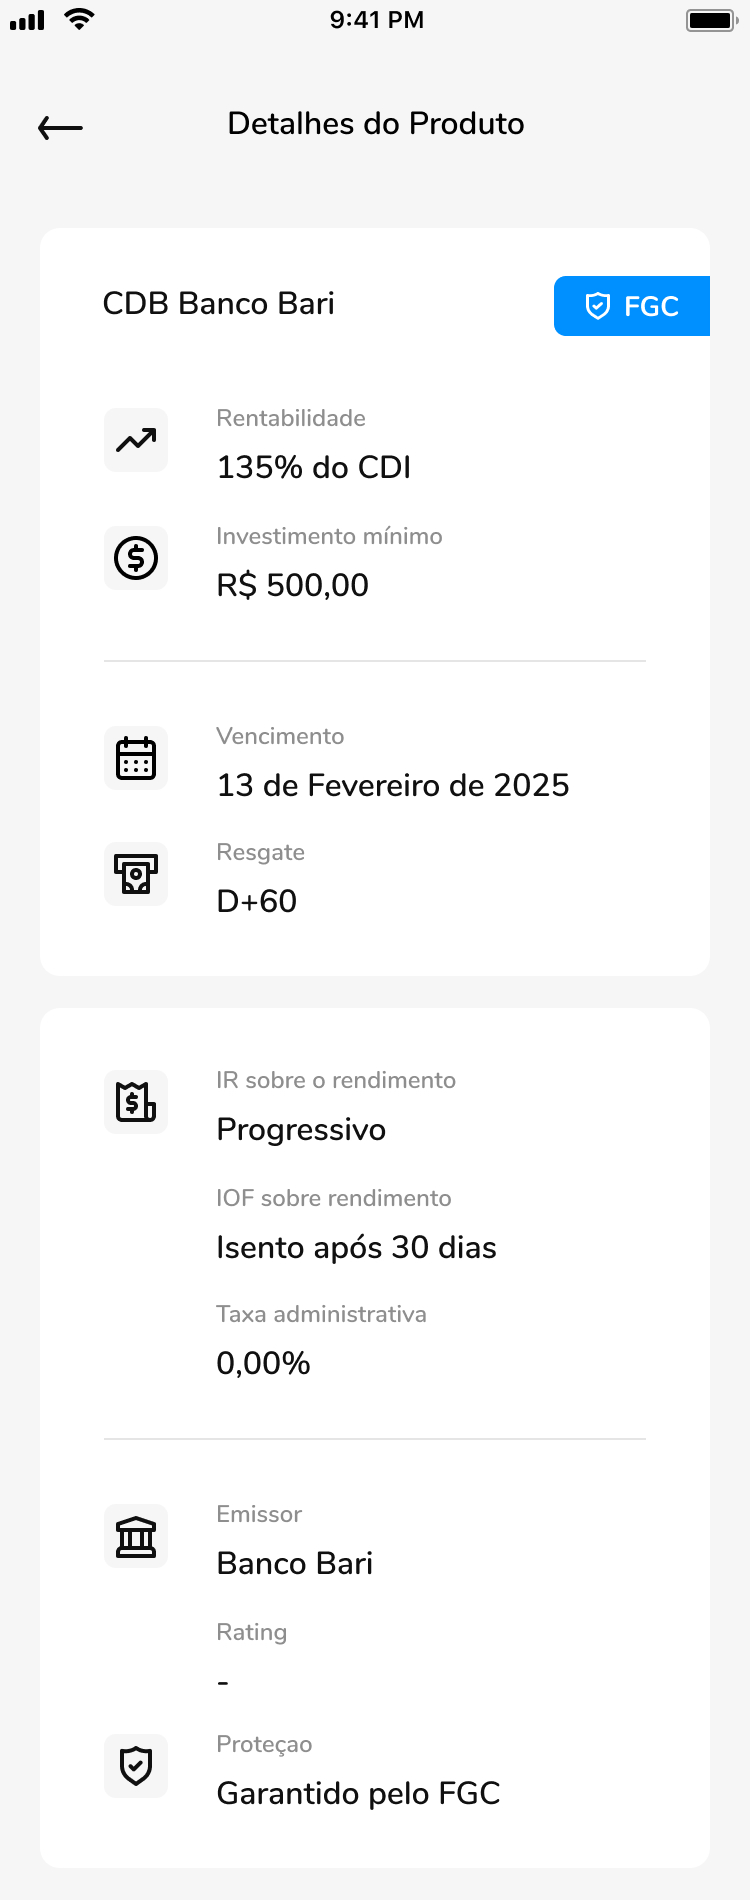 9:41 PM
Detalhes do Produto
CDB Banco Bari
FGC
Rentabilidade
135% do CDI
Investimento mínimo
R$ 500,00
Vencimento
13 de Fevereiro de 2025
Resgate
D+60
IR sobre o rendimento
Progressivo
IOF sobre rendimento
Isento após 30 dias
Taxa administrativa
0,00%
Emissor
Banco Bari
Rating
-
Proteçao
Garantido pelo FGC